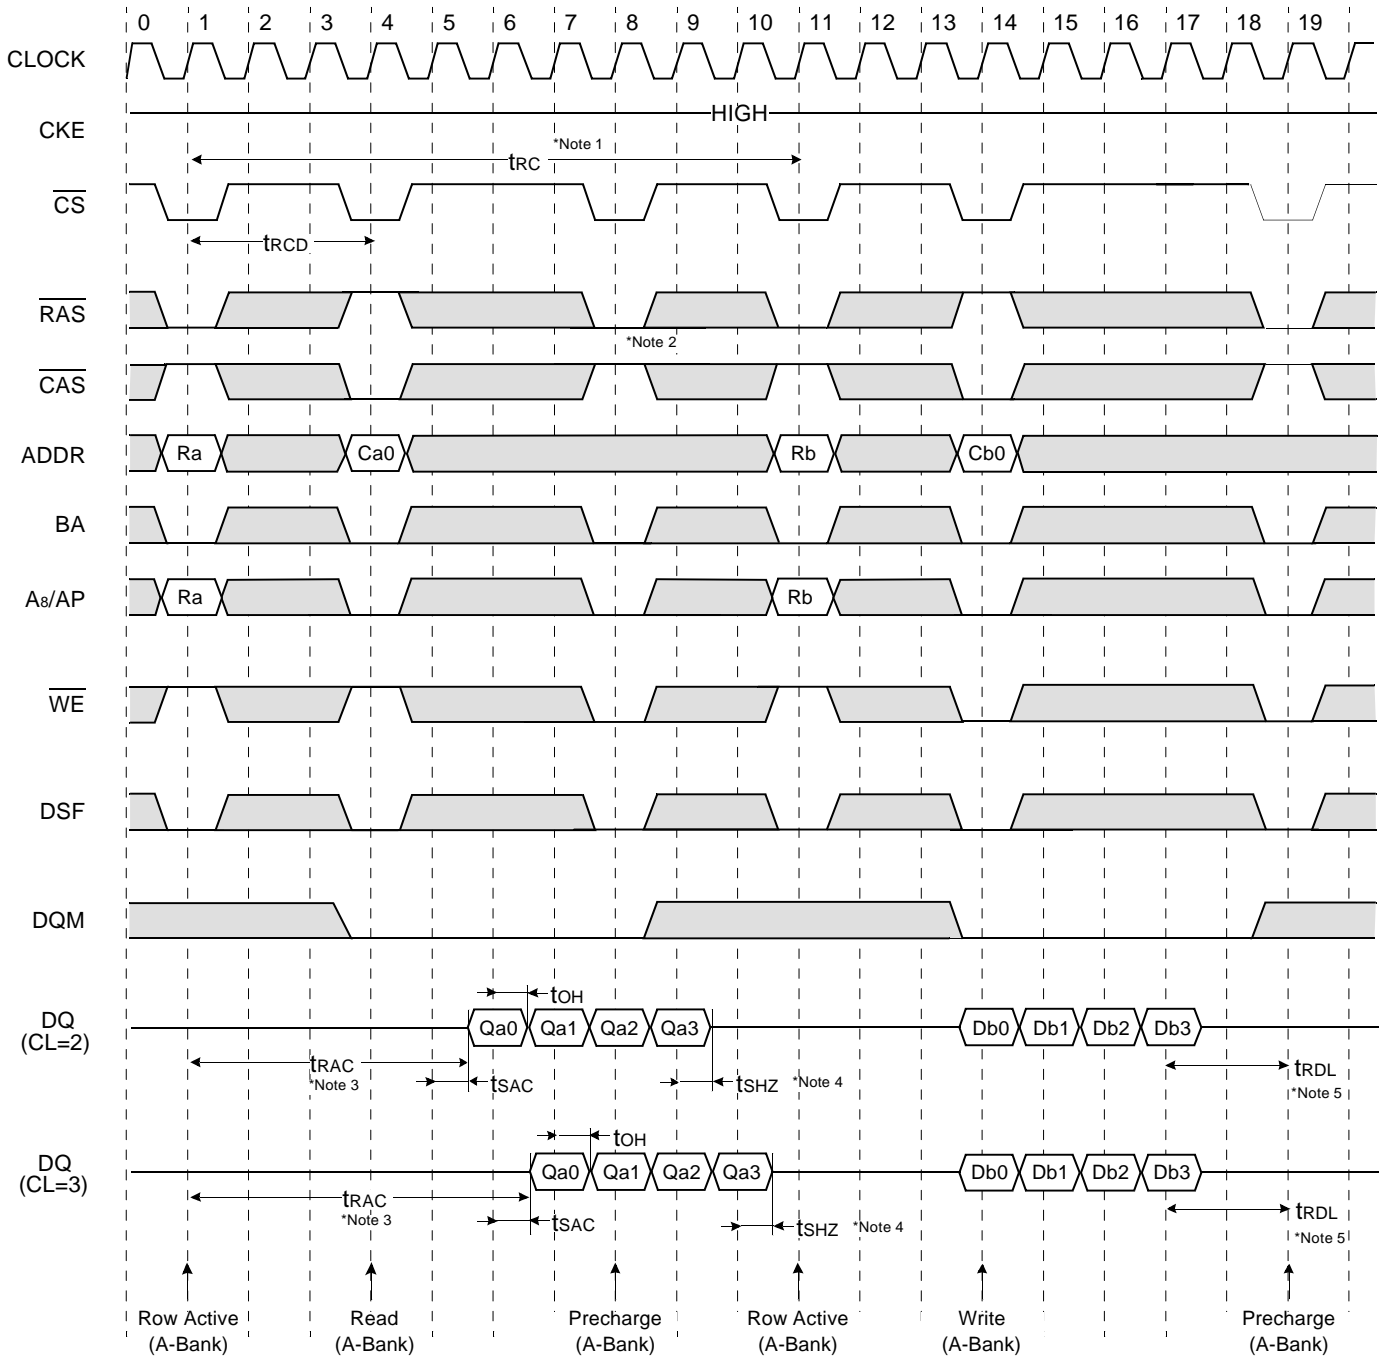 0 1 2 3 4 5 6 7 8 9 10 11 12 13 14 15 16 17 18 19
CLOCK
HIGH
CKE
*Note 1
tRC
CS
tRCD
RAS
*Note 2
CAS
ADDR Ra Ca0 Rb Cb0
BA
A8/AP Ra Rb
WE
DSF
DQM
tOH
DQ
(CL=2)
Qa0 Qa1 Qa2 Qa3 Db0 Db1 Db2 Db3
tRAC
*Note 3
tSAC
tSHZ *Note 4
tRDL
*Note 5
tOH
DQ
(CL=3)
Qa0 Qa1 Qa2 Qa3 Db0 Db1 Db2 Db3
tRAC
*Note 3
tSAC
tSHZ *Note 4
tRDL
*Note 5
Row Active
(A-Bank)
Read
(A-Bank)
Precharge
(A-Bank)
Row Active
(A-Bank)
Write
(A-Bank)
Precharge
(A-Bank)